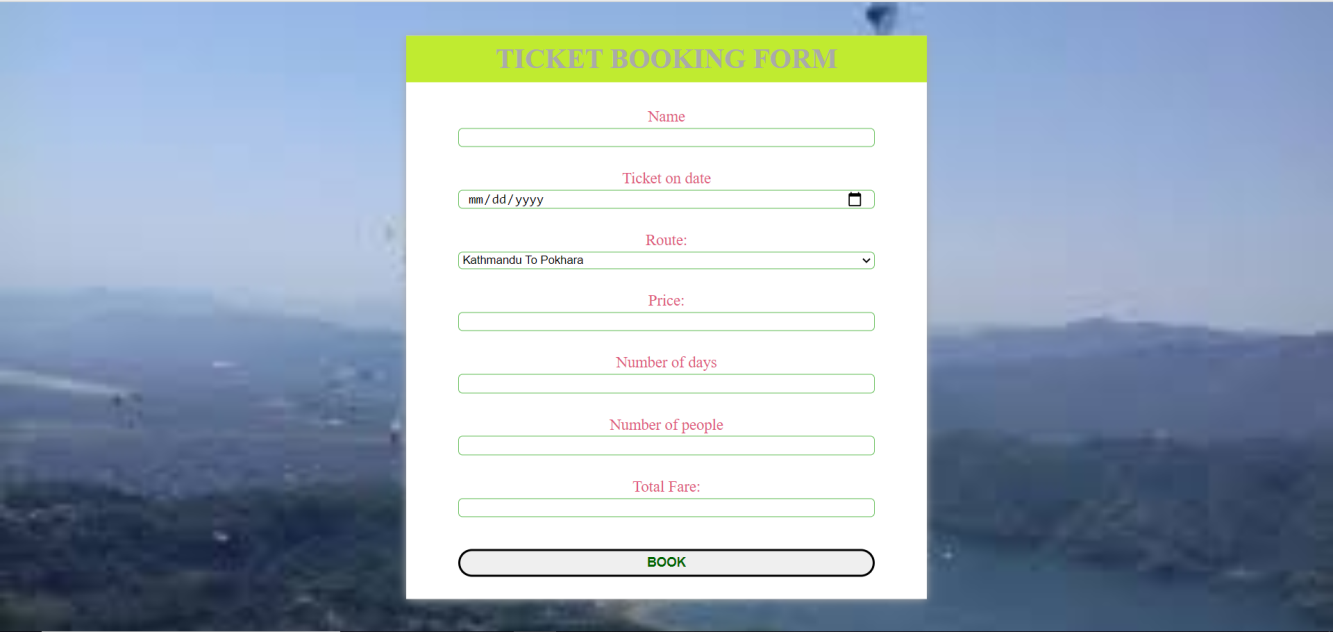 TICKET BOOKING FORM
Name
Ticket on date
mm/dd/yyyy
Route:
Kathmandu To Pokhara
Price:
Number of days
Number of people
Total Fare:
BOOK